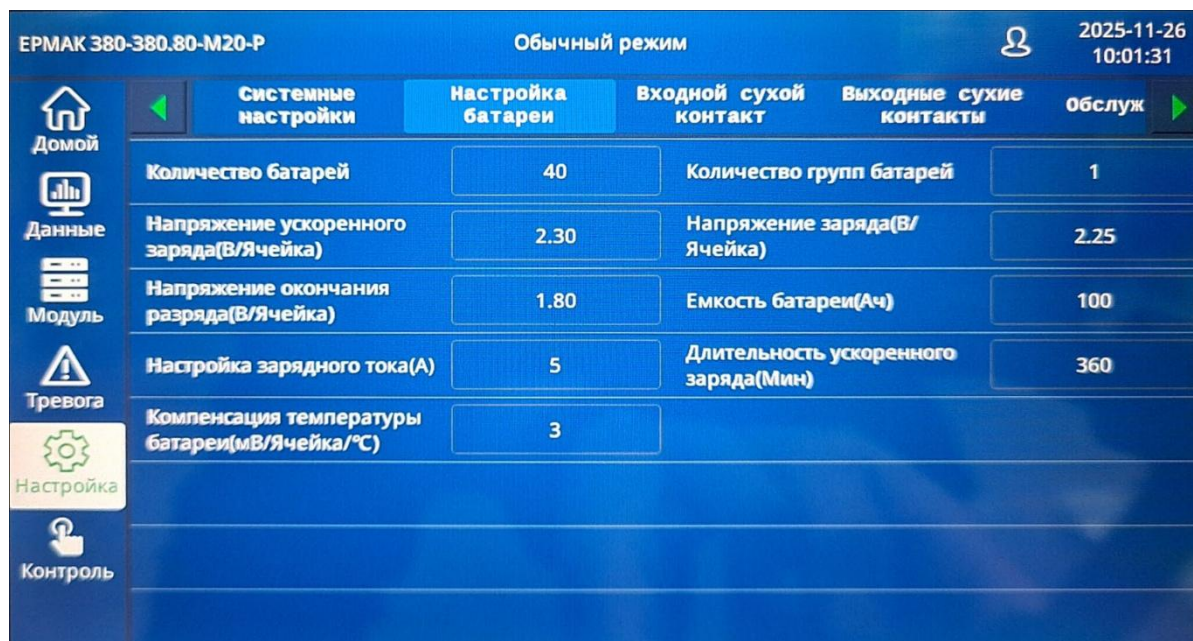 ЕРМАК 380-380.80-М20-Р
Обычный режим
2025-11-26
10:01:31
Домой
Данные
Модуль
Тревога
Настройка
Контроль
Системные
настройки
Настройка
батареи
Входной сухой
контакт
Выходные сухие
контакты
Обслуж
Количество батарей
40
Количество групп батарей
1
Напряжение ускоренного
заряда(В/Ячейка)
2.30
Напряжение заряда(В/
Ячейка)
2.25
Напряжение окончания
разряда(В/Ячейка)
1.80
Емкость батареи(Ач)
100
Настройка зарядного тока(А)
5
Длительность ускоренного
заряда(Мин)
360
Компенсация температуры
батареи(мВ/Ячейка/°С)
3